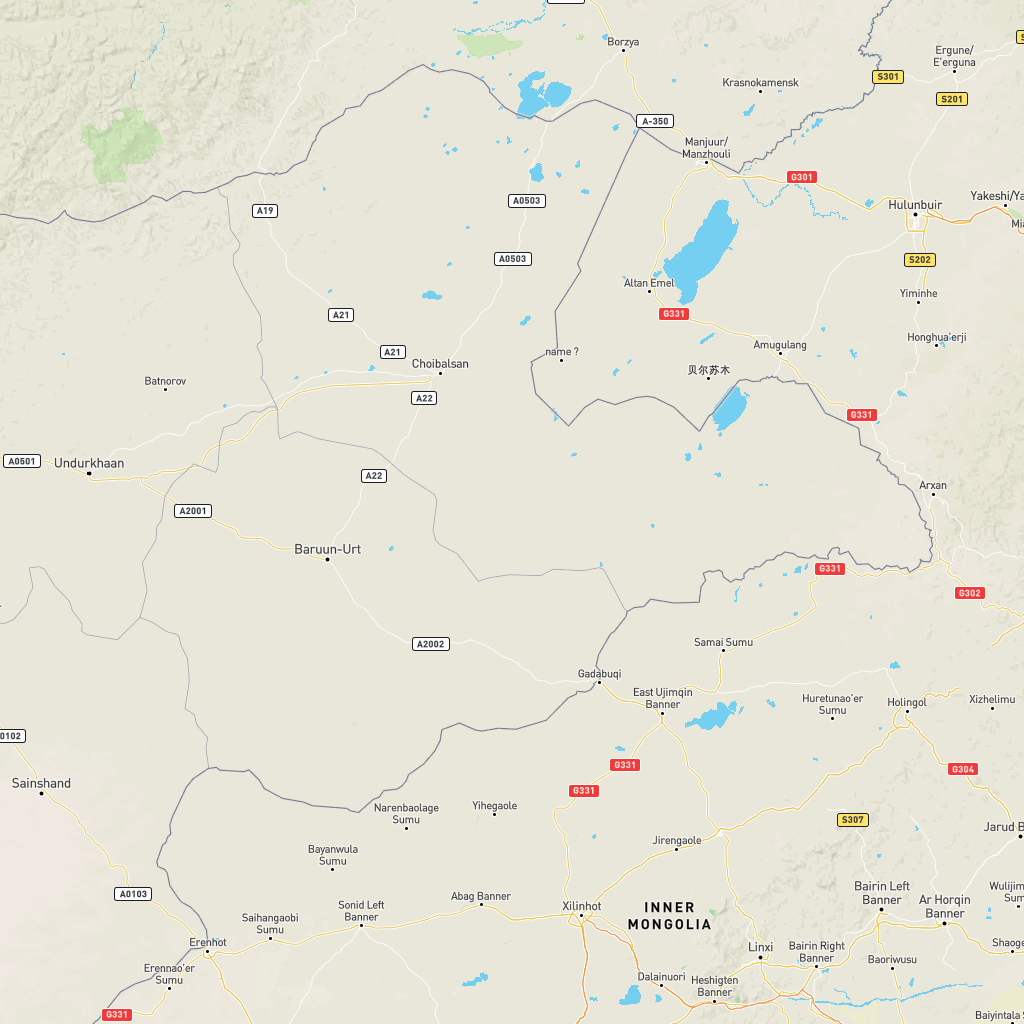 Borzya
Ergune/
E'erguna
S301
Krasnokamensk
S201
A-350
Manjuur/
Manzhouli
G301
Yakeshi/Ya
A0503
A19
Hulunbuir
Mia
A0503
S202
Altan Emel
Yiminhe
A21
G331
Honghua'erji
A21
name ?
Amugulang
Choibalsan
贝尔苏木
Batnorov
A22
G331
A0501
Undurkhaan
A22
Arxan
A2001
Baruun-Urt
G331
G302
A2002
Samai Sumu
Gadabuqi
East Ujimqin
Banner
Huretunao'er
Sumu
Holingol
Xizhelimu
0102
G331
G304
Sainshand
G331
Narenbaolage
Sumu
Yihegaole
S307
Jarud B
Jirengaole
Bayanwula
Sumu
A0103
Bairin Left
Banner
Wulijim
Su
Abag Banner
Sonid Left
Banner
Xilinhot
INNER
MONGOLIA
Ar Horqin
Banner
Saihangaobi
Sumu
Erenhot
Linxi
Bairin Right
Banner
Shaoge
Baoriwusu
Erennao'er
Sumu
Dalainuori
Heshigten
Banner
G331
Baiyintala S